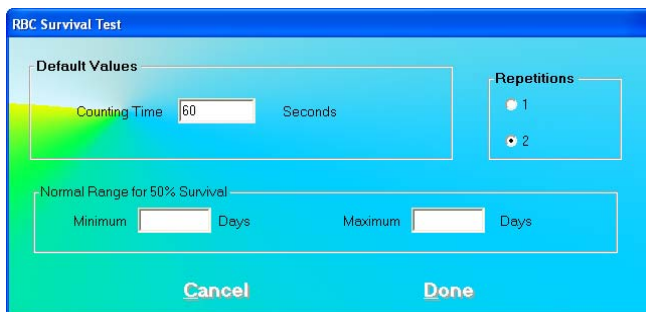 RBC Survival Test
Default Values
Counting Time 60 Seconds
Repetitions
1
2
Normal Range for 50% Survival
Minimum Days Maximum Days
Cancel Done